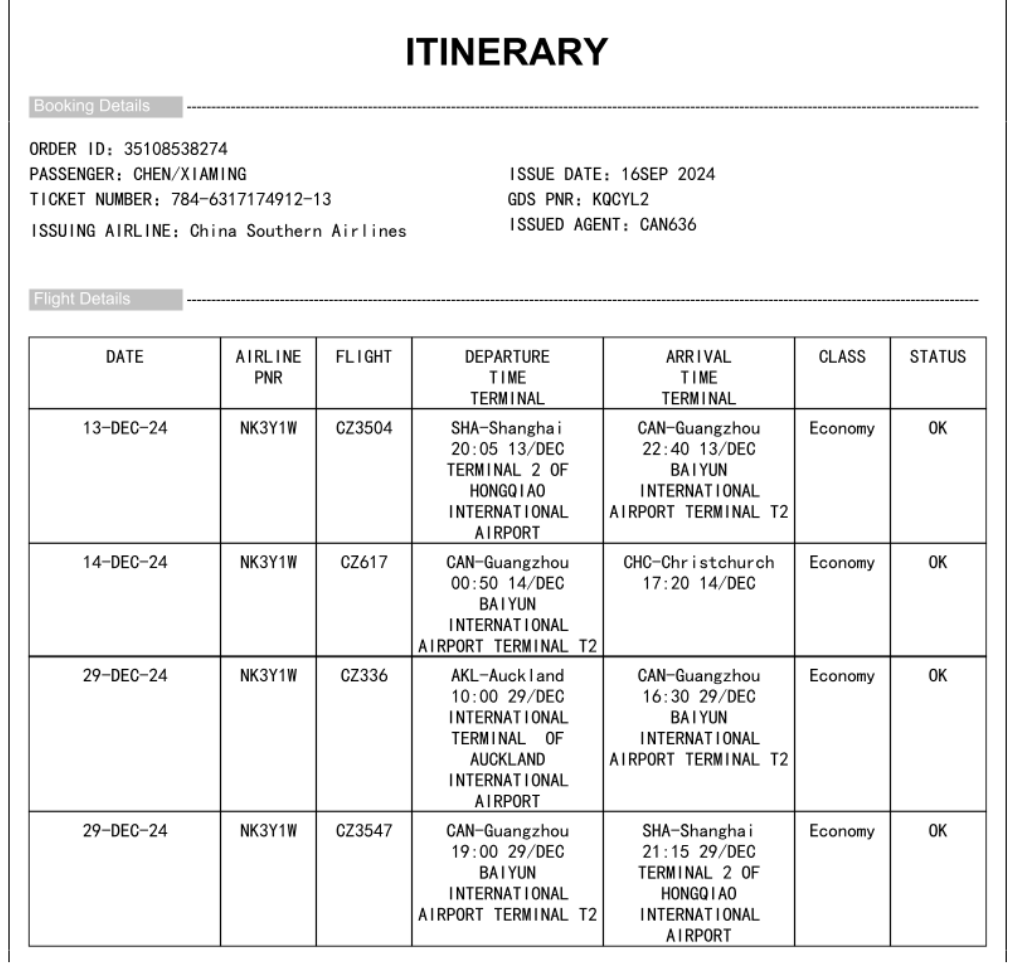 ITINERARY
Booking Details
ORDER ID: 35108538274
PASSENGER: CHEN/XIAMING
ISSUE DATE: 16SEP 2024
TICKET NUMBER: 784-6317174912-13
GDS PNR: KQCYL2
ISSUING AIRLINE: China Southern Airlines
ISSUED AGENT: CAN636
Flight Details
DATE
AIRLINE
PNR
FLIGHT
DEPARTURE
TIME
TERMINAL
ARRIVAL
TIME
TERMINAL
CLASS
STATUS
13-DEC-24
NK3Y1W
CZ3504
SHA-Shanghai
20:05 13/DEC
TERMINAL 2 OF
HONGQIAO
INTERNATIONAL
AIRPORT
CAN-Guangzhou
22:40 13/DEC
BAIYUN
INTERNATIONAL
AIRPORT TERMINAL T2
Economy
OK
14-DEC-24
NK3Y1W
CZ617
CAN-Guangzhou
00:50 14/DEC
BAIYUN
INTERNATIONAL
AIRPORT TERMINAL T2
CHC-Christchurch
17:20 14/DEC
Economy
OK
29-DEC-24
NK3Y1W
CZ336
AKL-Auckland
10:00 29/DEC
INTERNATIONAL
TERMINAL OF
AUCKLAND
INTERNATIONAL
AIRPORT
CAN-Guangzhou
16:30 29/DEC
BAIYUN
INTERNATIONAL
AIRPORT TERMINAL T2
Economy
OK
29-DEC-24
NK3Y1W
CZ3547
CAN-Guangzhou
19:00 29/DEC
BAIYUN
INTERNATIONAL
AIRPORT TERMINAL T2
SHA-Shanghai
21:15 29/DEC
TERMINAL 2 OF
HONGQIAO
INTERNATIONAL
AIRPORT
Economy
OK